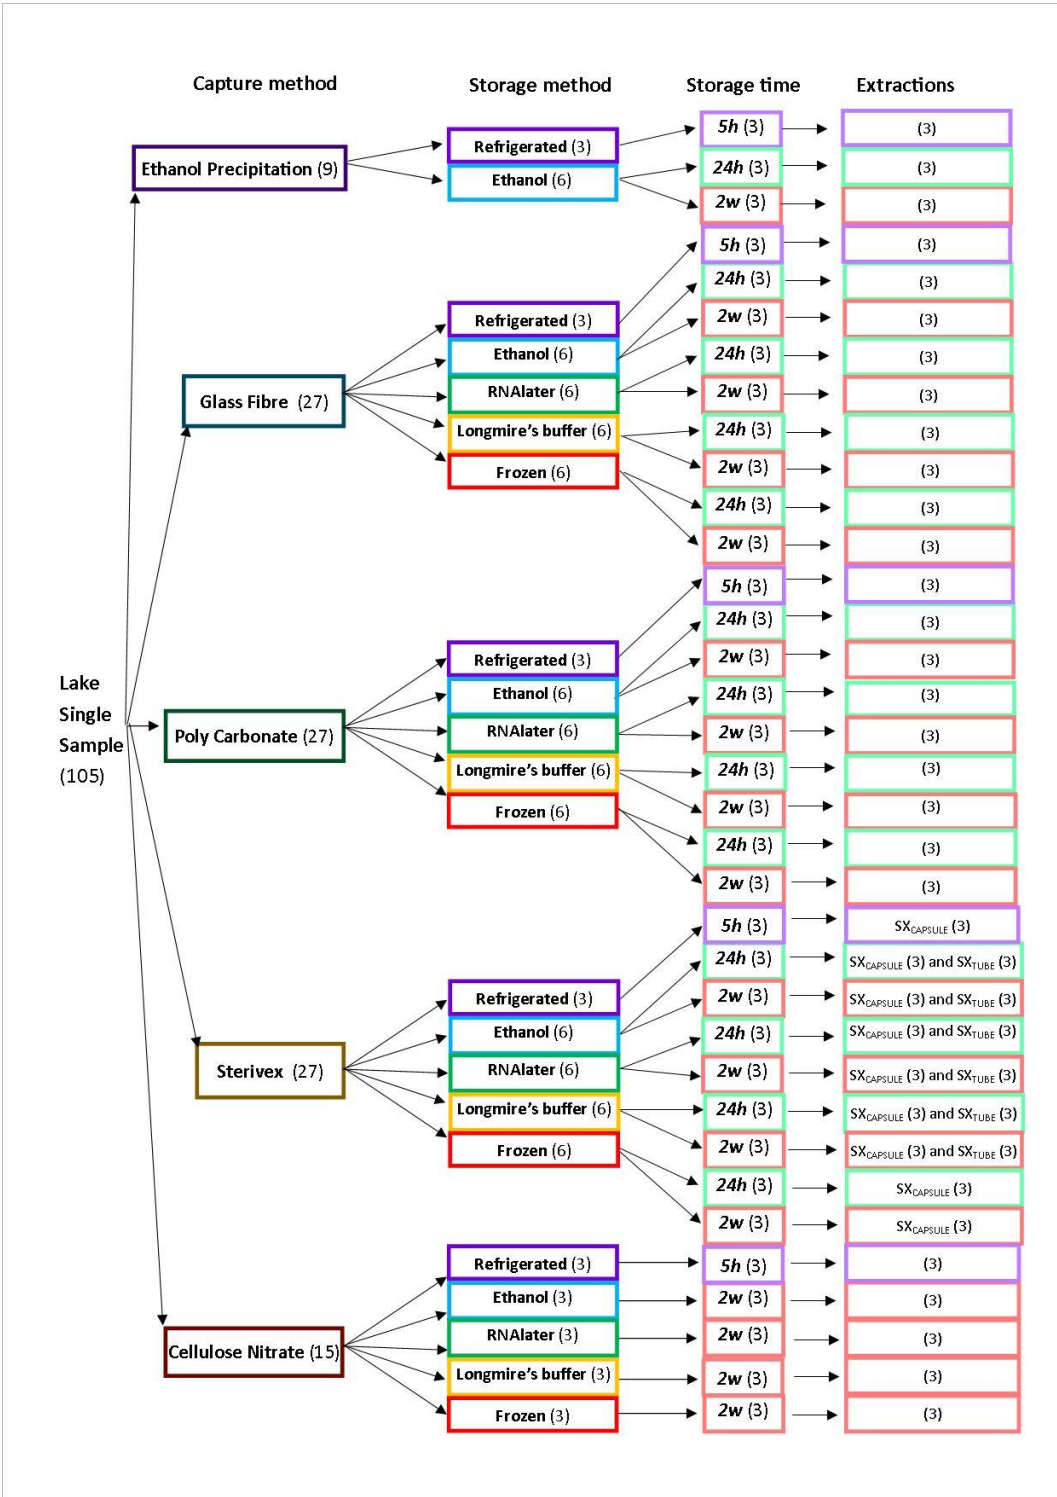 Capture method Storage method Storage time Extractions
5h (3) (3)
Refrigerated (3)
Ethanol Precipitation (9) 24h (3) (3)
Ethanol (6)
2w (3) (3)
5h (3) (3)
24h (3) (3)
Refrigerated (3) 2w (3) (3)
Ethanol (6) 24h (3) (3)
RNAlater (6) 2w (3) (3)
Glass Fibre (27)
Longmire's buffer (6) 24h (3) (3)
Frozen (6) 2w (3) (3)
24h (3) (3)
2w (3) (3)
5h (3) (3)
24h (3) (3)
Refrigerated (3) 2w (3) (3)
Lake
Ethanol (6) 24h (3) (3)
Single
RNAlater (6) 2w (3) (3)
Poly Carbonate (27)
Sample
Longmire's buffer (6) 24h (3) (3)
(105)
Frozen (6) 2w (3) (3)
24h (3) (3)
2w (3) (3)
5h (3) SXCAPSULE (3)
24h (3) SXCAPSULE (3) and SXTUBE (3)
Refrigerated (3) 2w (3) SXCAPSULE (3) and SXTUBE (3)
Ethanol (6) 24h (3) SXCAPSULE (3) and SXTUBE (3)
Sterivex (27) RNAlater (6) 2w (3) SXCAPSULE (3) and SXTUBE (3)
Longmire's buffer (6) 24h (3) SXCAPSULE (3) and SXTUBE (3)
Frozen (6) 2w (3) SXCAPSULE (3) and SXTUBE (3)
24h (3) SXCAPSULE (3)
2w (3) SXCAPSULE (3)
Refrigerated (3) 5h (3) (3)
Ethanol (3) 2w (3) (3)
RNAlater (3) 2w (3) (3)
Cellulose Nitrate (15)
Longmire's buffer (3) 2w (3) (3)
Frozen (3) 2w (3) (3)